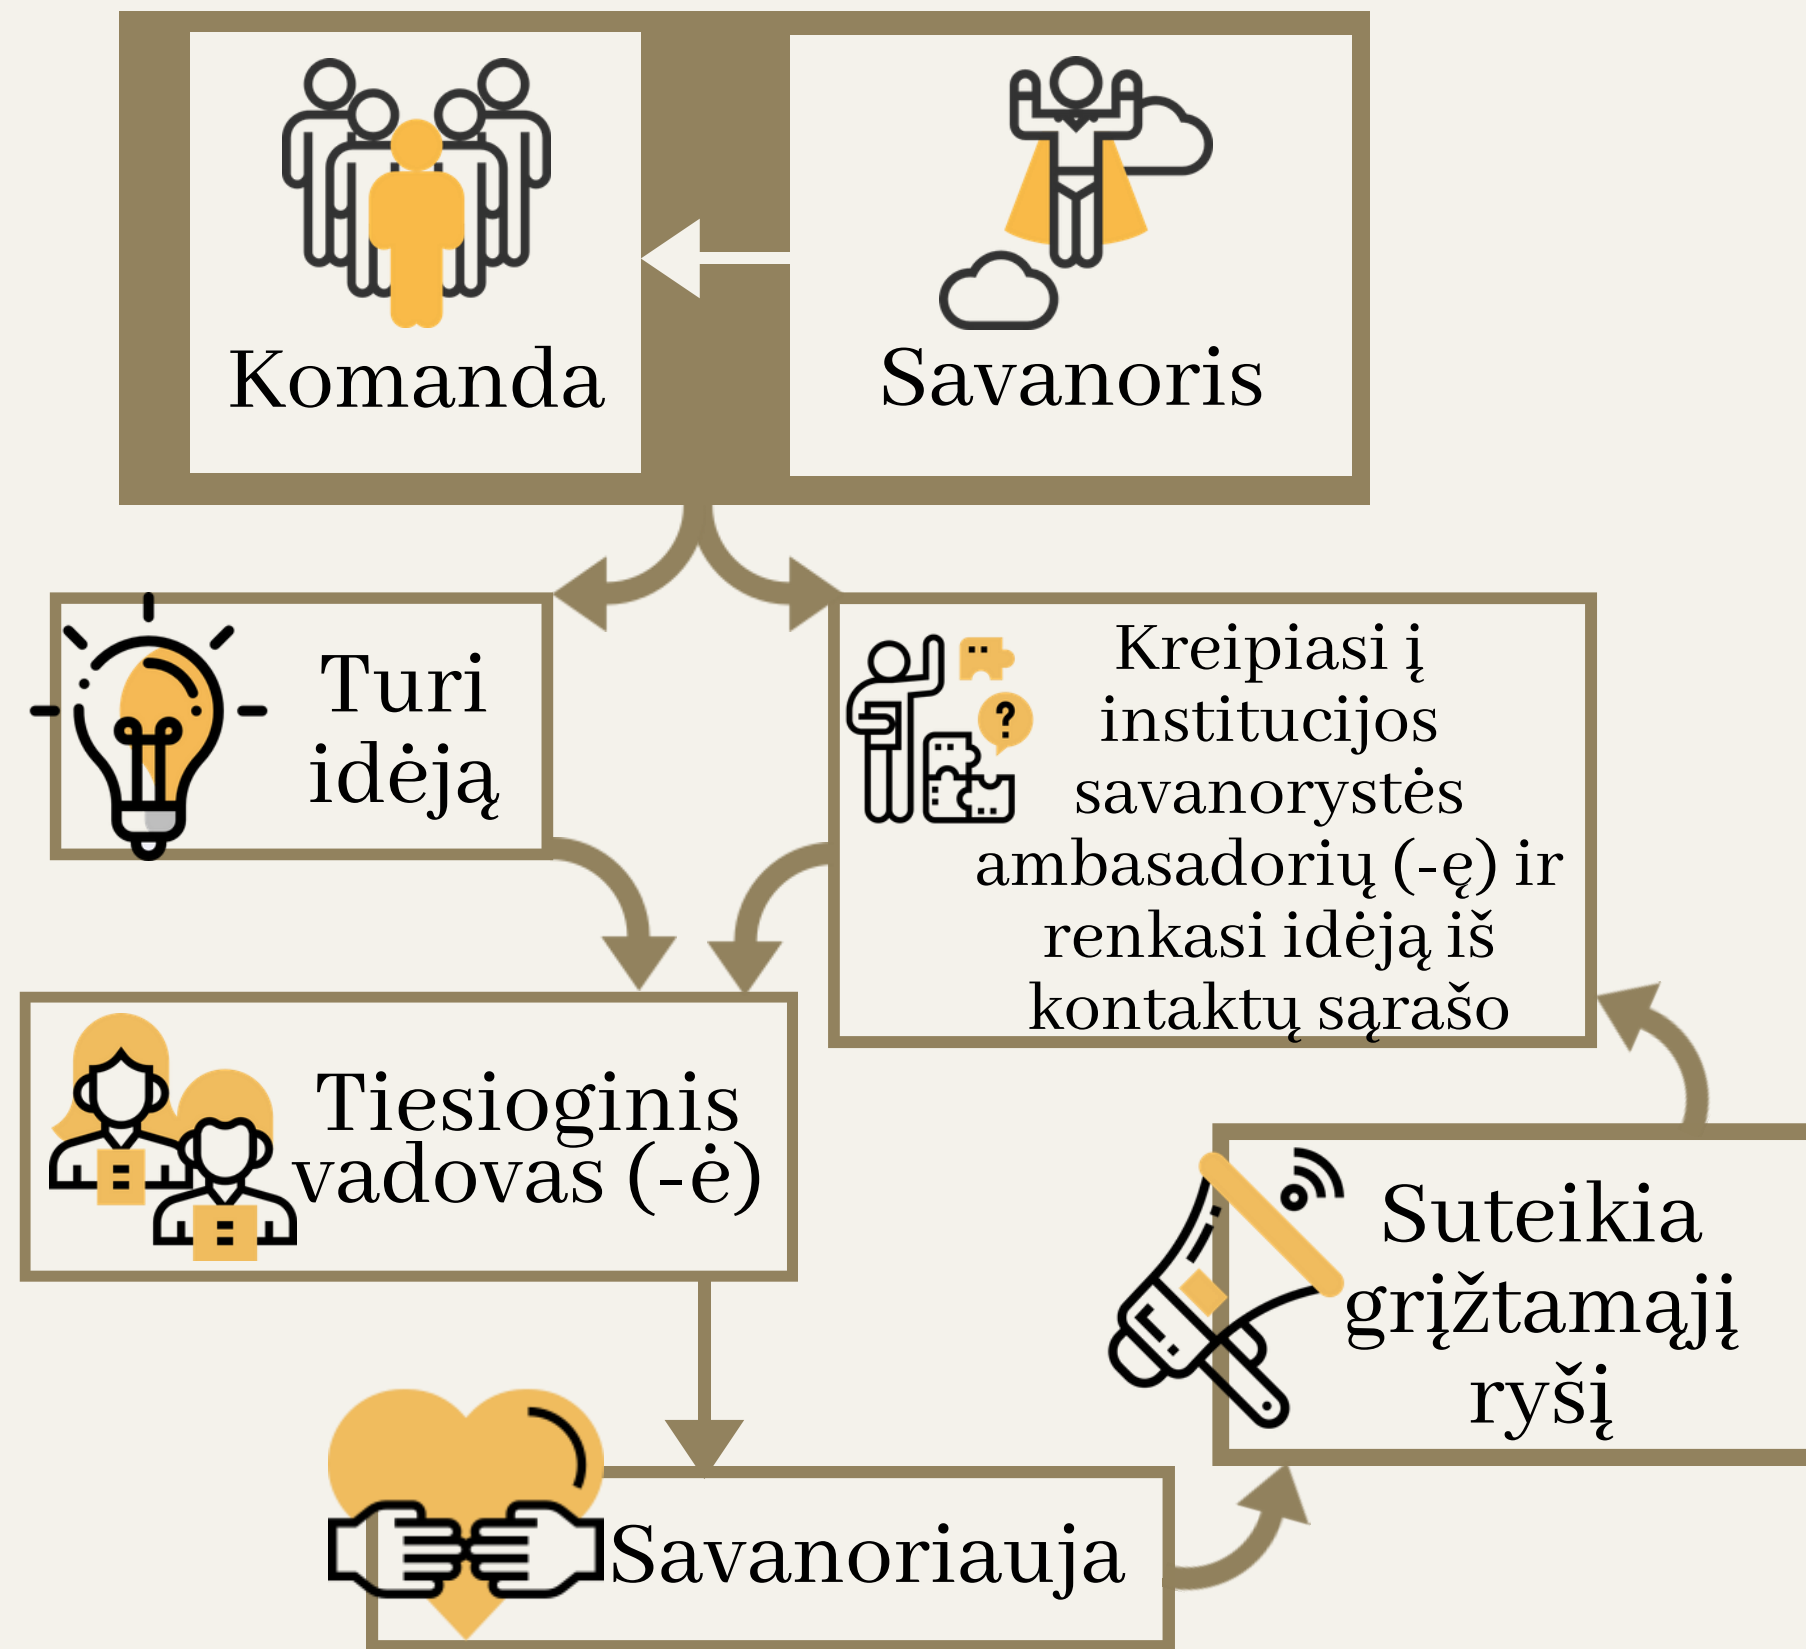 Komanda
Savanoris
Turi
idėją
Kreipiasi į
institucijos
savanorystės
ambasadorių (-ę) ir
renkasi idėją iš
kontaktų sąrašo
Tiesioginis
vadovas (-ė)
Suteikia
grįžtamąjį
ryšį
Savanoriauja